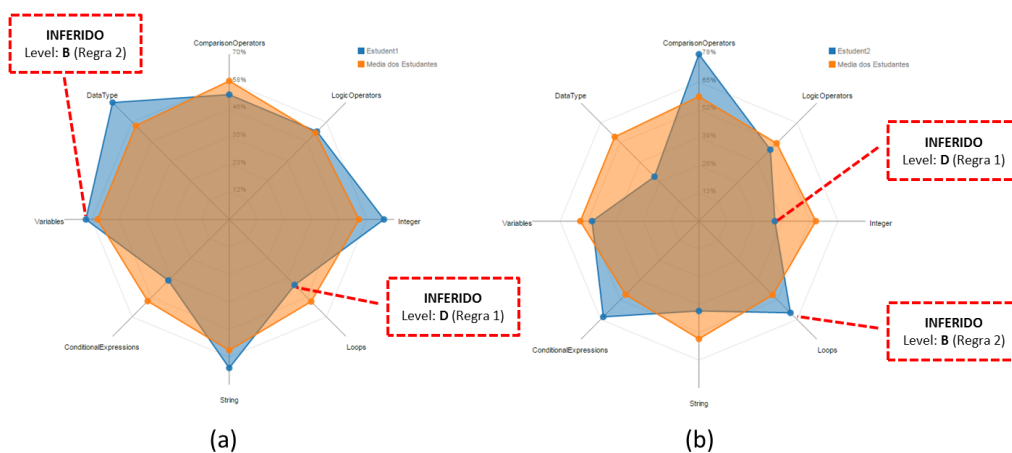 INFERIDO
Level: B (Regra 2)
ComparisonOperators
70%
58%
46%
35%
23%
12%
Estudent1
Media dos Estudantes
LogicOperators
DataType
Variables
Integer
INFERIDO
Level: D (Regra 1)
ConditionalExpressions
Loops
String
(a)
ComparisonOperators
78%
65%
52%
39%
26%
13%
Estudent2
Media dos Estudantes
LogicOperators
DataType
INFERIDO
Level: D (Regra 1)
Variables
Integer
INFERIDO
Level: B (Regra 2)
ConditionalExpressions
Loops
String
(b)